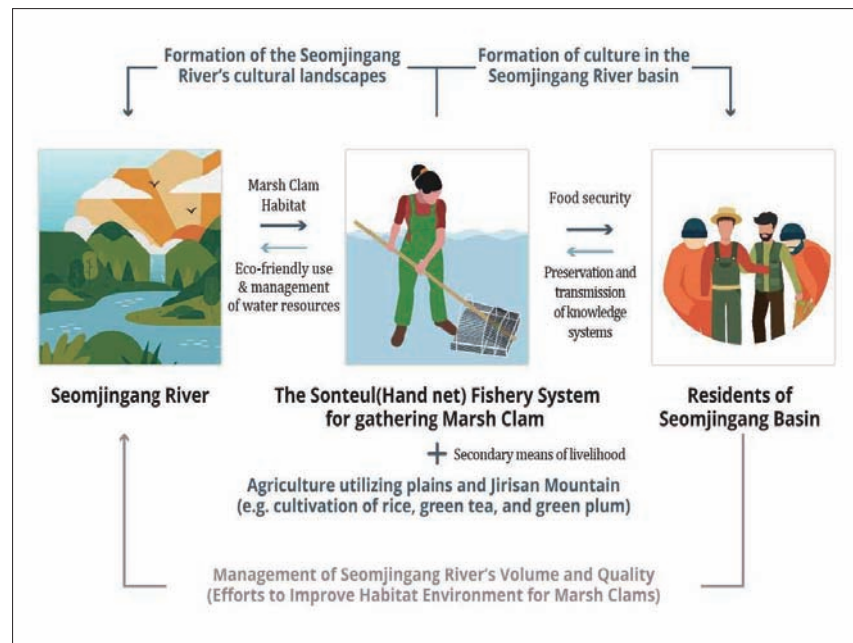 Formation of the Seomjingang
River's cultural landscapes
Formation of culture in the
Seomjingang River basin
Marsh Clam
Habitat
Eco-friendly use
& management
of water resources
Food security
Preservation and
transmission
of knowledge
systems
Seomjingang River
The Sonteul(Hand net) Fishery System
for gathering Marsh Clam
Residents of
Seomjingang Basin
+ Secondary means of livelihood
Agriculture utilizing plains and Jirisan Mountain
(e.g. cultivation of rice, green tea, and green plum)
Management of Seomjingang River's Volume and Quality
(Efforts to Improve Habitat Environment for Marsh Clams)